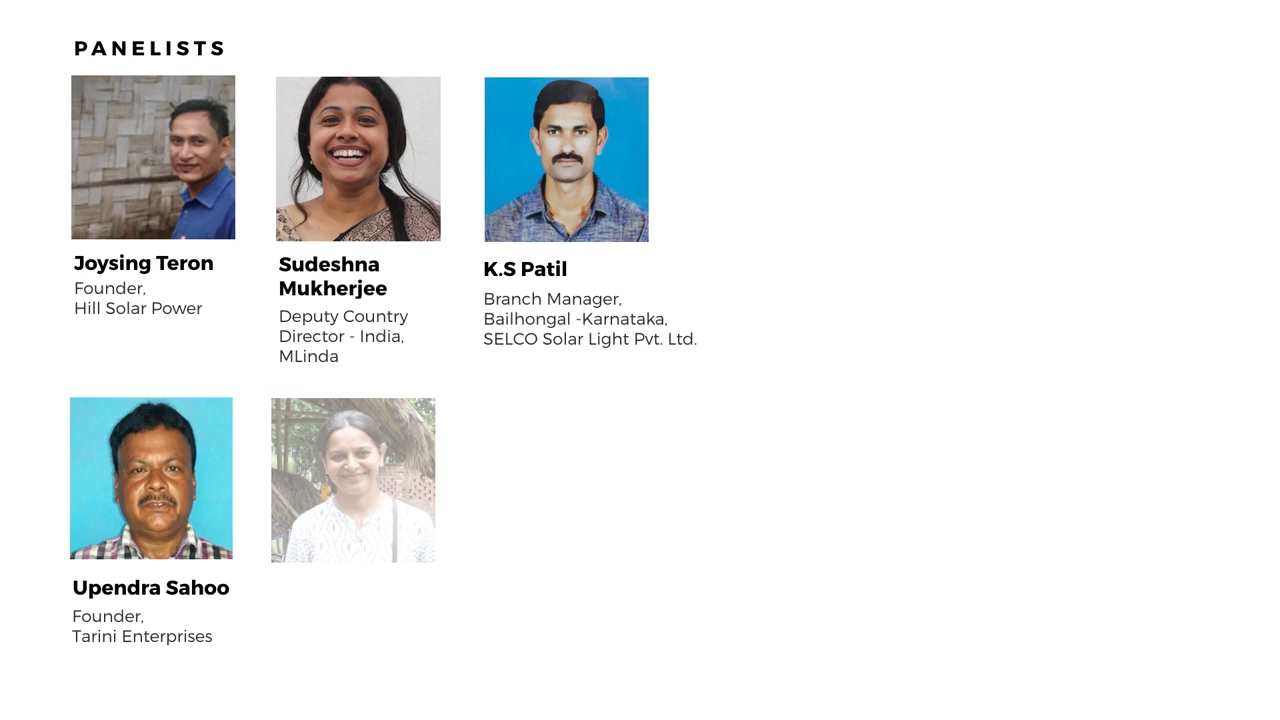 PANELISTS
Joysing Teron
Founder,
Hill Solar Power
Sudeshna
Mukherjee
Deputy Country
Director - India,
MLinda
K.S Patil
Branch Manager,
Bailhongal -Karnataka,
SELCO Solar Light Pvt. Ltd.
Upendra Sahoo
Founder,
Tarini Enterprises